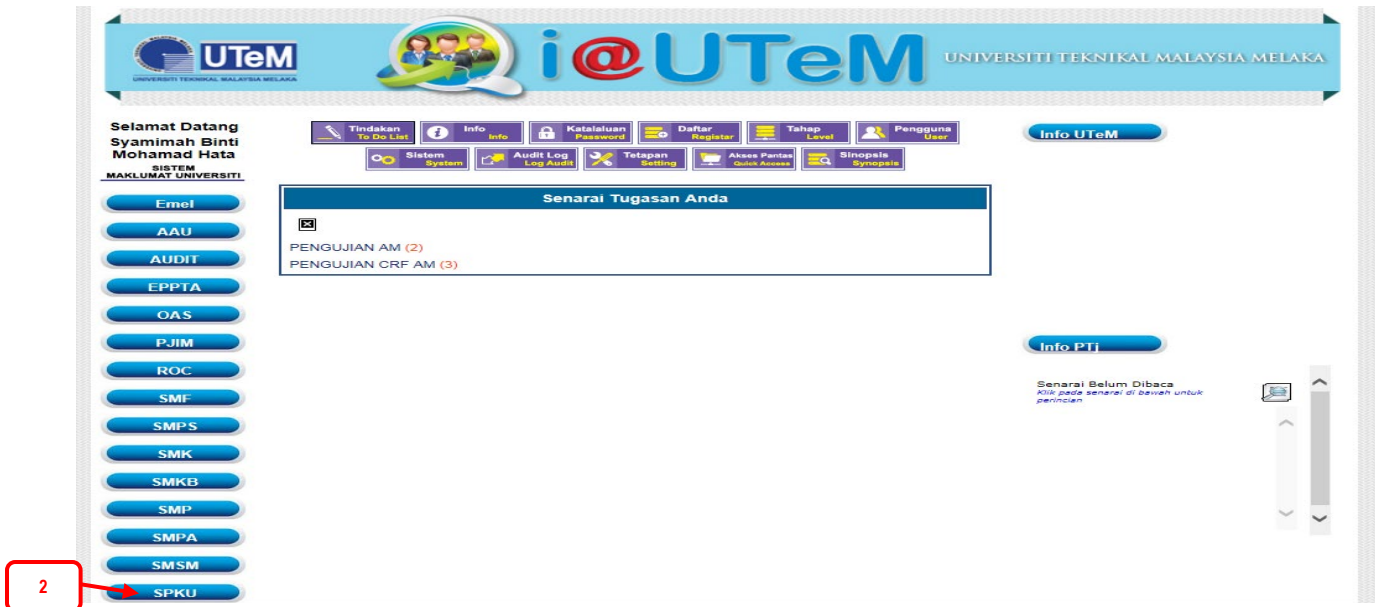 UTeM
UNIVERSITI TEKNIKAL MALAYSIA MELAKA
i@UTeM
UNIVERSITI TEKNIKAL MALAYSIA MELAKA
Selamat Datang
Syamimah Binti
Mohamad Hata
SISTEM
MAKLUMAT UNIVERSITI
Tindakan
To Do List
Info
Info
Katalaluan
Password
Daftar
Registar
Tahap
Level
Pengguna
User
Sistem
System
Audit Log
Log Audit
Tetapan
Setting
Akses Pantas
Quick Access
Sinopsis
Synopsis
Emel
AAU
AUDIT
EPPTA
OAS
PJIM
ROC
SMF
SMPS
SMK
SMKB
SMP
SMPA
SMSM
SPKU
2
Senarai Tugasan Anda
PENGUJIAN AM (2)
PENGUJIAN CRF AM (3)
Info UTeM
Info PTj
Senarai Belum Dibaca
Klik pada senarai di bawah untuk
perincian